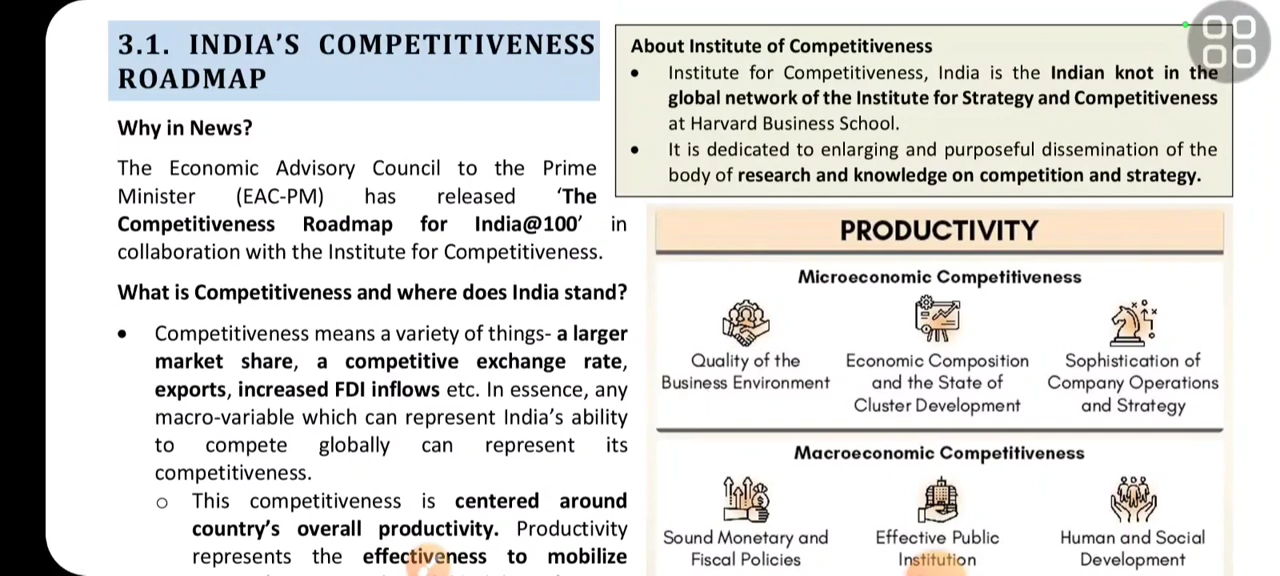 3.1. INDIA'S COMPETITIVENESS
ROADMAP
Why in News?
The Economic Advisory Council to the Prime
Minister (EAC-PM) has released 'The
Competitiveness Roadmap for India@100' in
collaboration with the Institute for Competitiveness.
What is Competitiveness and where does India stand?
• Competitiveness means a variety of things- a larger
market share, a competitive exchange rate,
exports, increased FDI inflows etc. In essence, any
macro-variable which can represent India's ability
to compete globally can represent its
competitiveness.
o This competitiveness is centered around
country's overall productivity. Productivity
represents the effectiveness to mobilize
About Institute of Competitiveness
• Institute for Competitiveness, India is the Indian knot in the
global network of the Institute for Strategy and Competitiveness
at Harvard Business School.
• It is dedicated to enlarging and purposeful dissemination of the
body of research and knowledge on competition and strategy.
PRODUCTIVITY
Microeconomic Competitiveness
Quality of the
Business Environment
Economic Composition
and the State of
Cluster Development
Sophistication of
Company Operations
and Strategy
Macroeconomic Competitiveness
Sound Monetary and
Fiscal Policies
Effective Public
Institution
Human and Social
Development